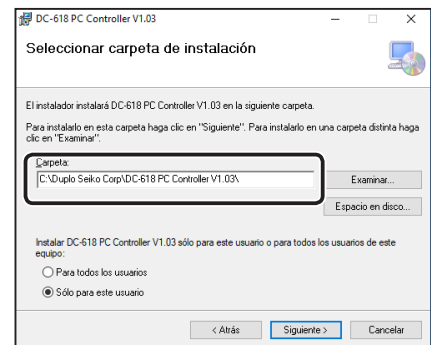 DC-618 PC Controller V1.03
Seleccionar carpeta de instalación
El instalador instalará DC-618 PC Controller V1.03 en la siguiente carpeta.
Para instalarlo en esta carpeta haga clic en "Siguiente". Para instalarlo en una carpeta distinta haga
clic en "Examinar".
Carpeta:
C:\Duplo Seiko Corp\DC-618 PC Controller V1.03\
Examinar...
Espacio en disco...
Instalar DC-618 PC Controller V1.03 sólo para este usuario o para todos los usuarios de este
equipo:
Para todos los usuarios
Sólo para este usuario
< Atrás Siguiente > Cancelar